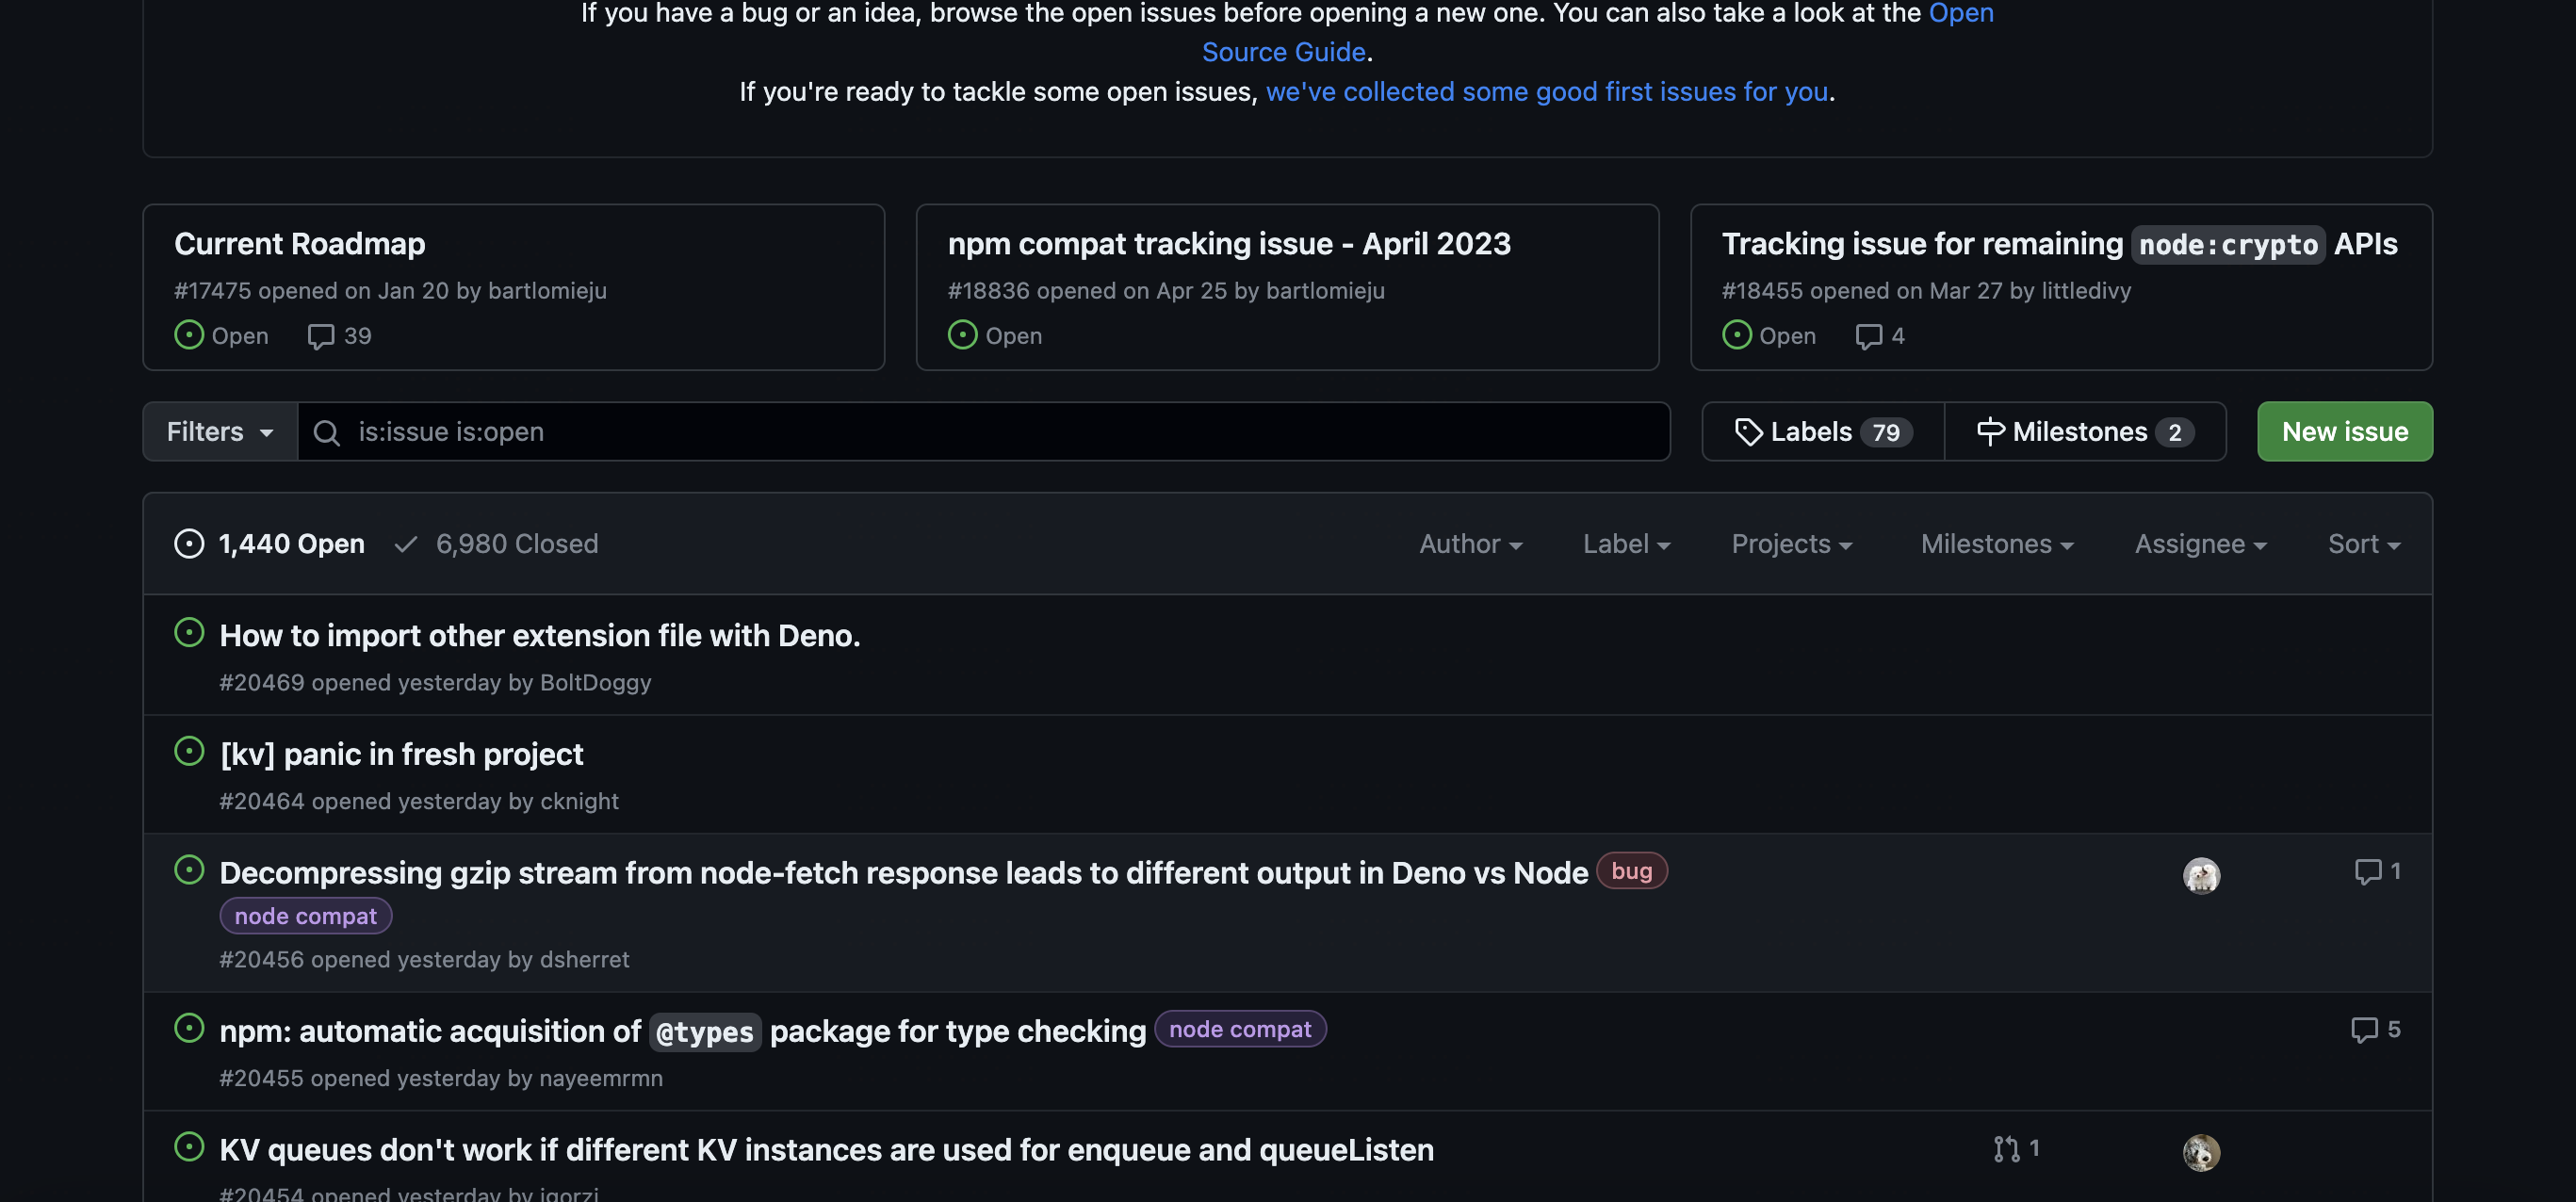 If you have a bug or an idea, browse the open issues before opening a new one. You can also take a look at the Open
Source Guide.
If you're ready to tackle some open issues, we've collected some good first issues for you.
Current Roadmap
#17475 opened on Jan 20 by bartlomieju
Open 39
npm compat tracking issue - April 2023
#18836 opened on Apr 25 by bartlomieju
Open
Tracking issue for remaining node:crypto APIs
#18455 opened on Mar 27 by littledivy
Open 4
Filters is:issue is:open Labels 79 Milestones 2 New issue
1,440 Open 6,980 Closed Author Label Projects Milestones Assignee Sort
How to import other extension file with Deno.
#20469 opened yesterday by BoltDoggy
[kv] panic in fresh project
#20464 opened yesterday by cknight
Decompressing gzip stream from node-fetch response leads to different output in Deno vs Node bug 1
node compat
#20456 opened yesterday by dsherret
npm: automatic acquisition of @types package for type checking node compat 5
#20455 opened yesterday by nayeemrmn
KV queues don't work if different KV instances are used for enqueue and queueListen 1
#20454 opened yesterday by igorzi